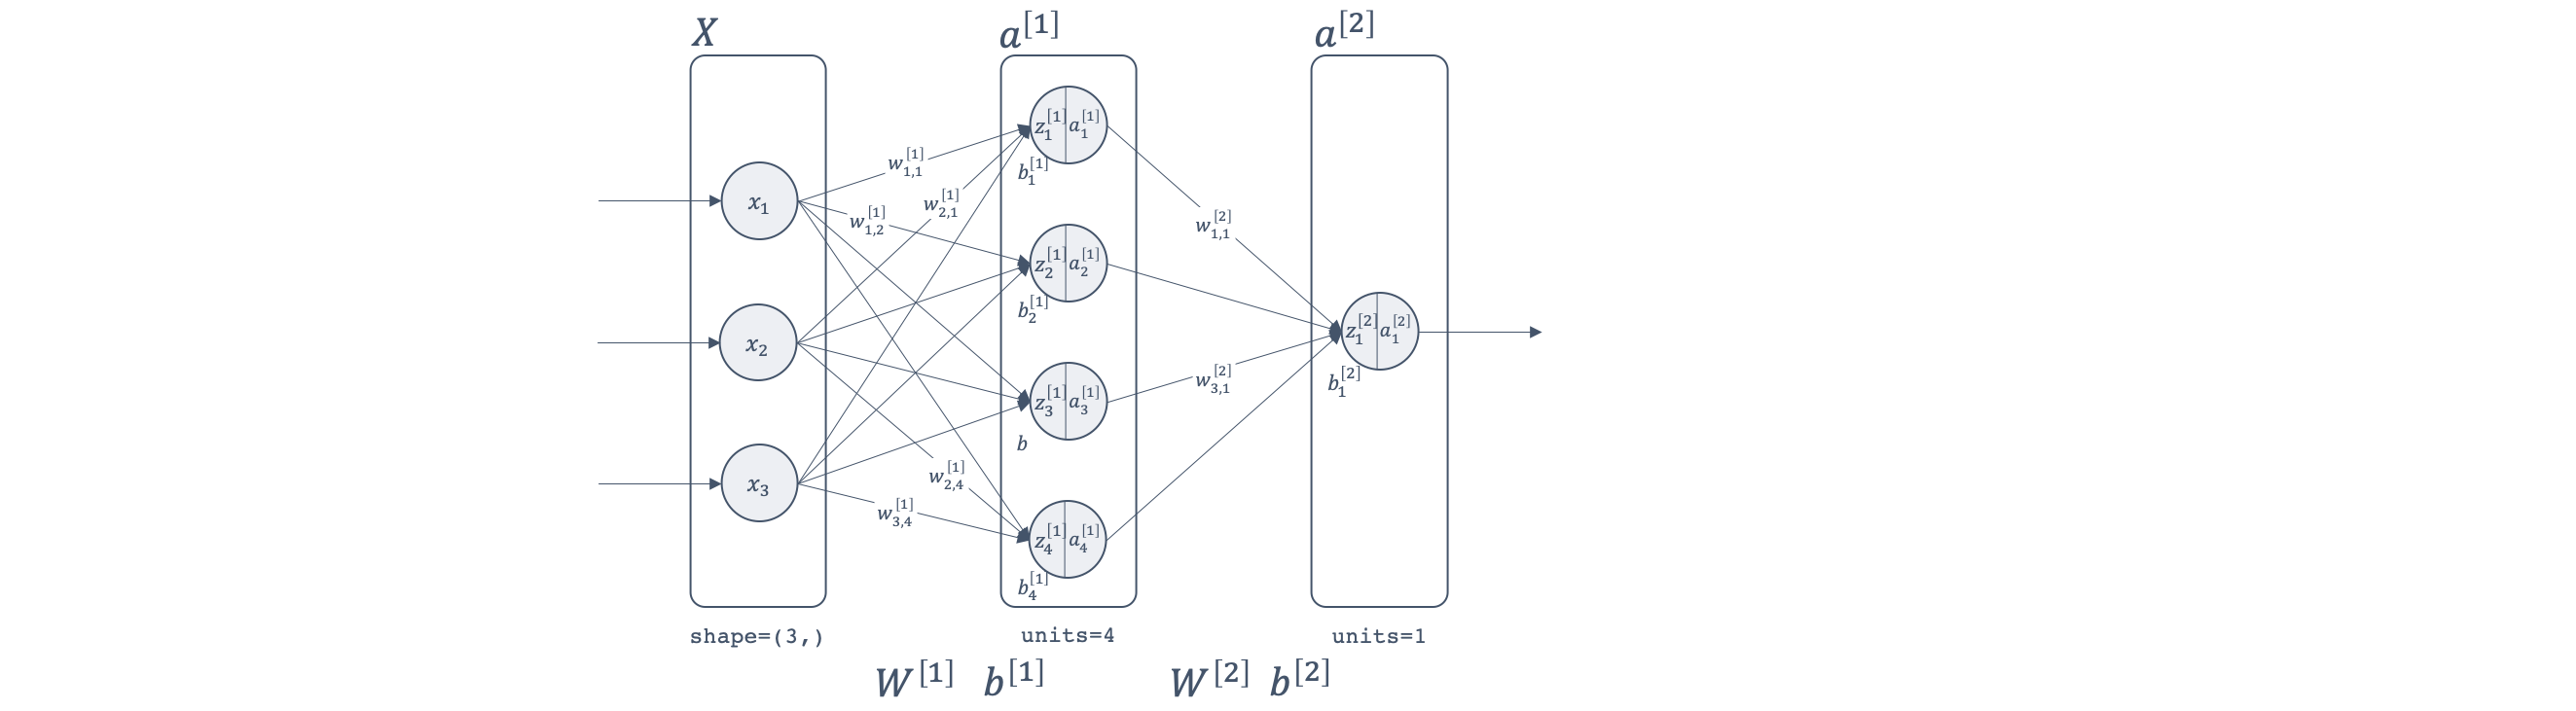 X a^[1] a^[2]
z_1^[1] a_1^[1]
w_{1,1}^[1]
b_1^[1]
x_1 w_{2,1}^[1]
w_{1,2}^[1] w_{1,1}^[2]
z_2^[1] a_2^[1]
b_2^[1]
x_2 z_1^[2] a_1^[2]
w_{3,1}^[2] b_1^[2]
z_3^[1] a_3^[1]
b
w_{2,4}^[1]
x_3
w_{3,4}^[1]
z_4^[1] a_4^[1]
b_4^[1]
shape=(3,) units=4 units=1
W^[1] b^[1] W^[2] b^[2]